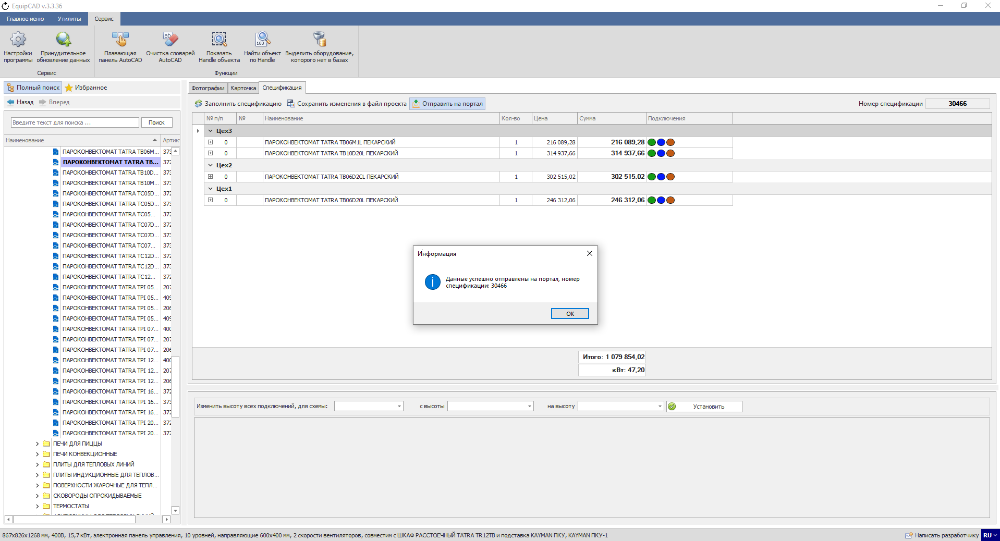 EquipCAD v.3.3.36
Главное меню Утилиты Сервис
Настройки программы
Принудительное обновление данных
Плавающая панель AutoCAD
Очистка словарей AutoCAD
Показать Handle объекта
Найти объект по Handle
Выделить оборудование, которого нет в базах
Сервис Функции
Полный поиск Избранное
Назад Вперед
Введите текст для поиска ... Поиск
Наименование Артик
ПАРОКОНВЕКТОМАТ TATRA TB06M... 373
ПАРОКОНВЕКТОМАТ TATRA TB... 372
ПАРОКОНВЕКТОМАТ TATRA TB10D... 373
ПАРОКОНВЕКТОМАТ TATRA TB10M... 373
ПАРОКОНВЕКТОМАТ TATRA TC05D... 372
ПАРОКОНВЕКТОМАТ TATRA TC05D... 373
ПАРОКОНВЕКТОМАТ TATRA TC05... 372
ПАРОКОНВЕКТОМАТ TATRA TC07D... 372
ПАРОКОНВЕКТОМАТ TATRA TC07D... 373
ПАРОКОНВЕКТОМАТ TATRA TC07... 373
ПАРОКОНВЕКТОМАТ TATRA TC12D... 372
ПАРОКОНВЕКТОМАТ TATRA TC12D... 373
ПАРОКОНВЕКТОМАТ TATRA TC12... 372
ПАРОКОНВЕКТОМАТ TATRA TPI 05... 207
ПАРОКОНВЕКТОМАТ TATRA TPI 05... 409
ПАРОКОНВЕКТОМАТ TATRA TPI 05... 206
ПАРОКОНВЕКТОМАТ TATRA TPI 05... 409
ПАРОКОНВЕКТОМАТ TATRA TPI 07... 400
ПАРОКОНВЕКТОМАТ TATRA TPI 07... 207
ПАРОКОНВЕКТОМАТ TATRA TPI 07... 206
ПАРОКОНВЕКТОМАТ TATRA TPI 12... 400
ПАРОКОНВЕКТОМАТ TATRA TPI 12... 207
ПАРОКОНВЕКТОМАТ TATRA TPI 12... 206
ПАРОКОНВЕКТОМАТ TATRA TPI 16... 372
ПАРОКОНВЕКТОМАТ TATRA TPI 16... 373
ПАРОКОНВЕКТОМАТ TATRA TPI 16... 372
ПАРОКОНВЕКТОМАТ TATRA TPI 20... 372
ПАРОКОНВЕКТОМАТ TATRA TPI 20... 372
ПЕЧИ ДЛЯ ПИЦЦЫ
ПЕЧИ КОНВЕКЦИОННЫЕ
ПЛИТЫ ДЛЯ ТЕПЛОВЫХ ЛИНИЙ
ПЛИТЫ ИНДУКЦИОННЫЕ ДЛЯ ТЕПЛОВ...
ПОВЕРХНОСТИ ЖАРОЧНЫЕ ДЛЯ ТЕПЛ...
СКОВОРОДЫ ОПРОКИДЫВАЕМЫЕ
ТЕРМОСТАТЫ
Фотографии Карточка Спецификация
Заполнить спецификацию Сохранить изменения в файл проекта Отправить на портал Номер спецификации 30466
№ п/п № Наименование Кол-во Цена Сумма Подключения
Цех3
0 ПАРОКОНВЕКТОМАТ TATRA TB06M1L ПЕКАРСКИЙ 1 216 089,28 216 089,28
0 ПАРОКОНВЕКТОМАТ TATRA TB10D20L ПЕКАРСКИЙ 1 314 937,66 314 937,66
Цех2
0 ПАРОКОНВЕКТОМАТ TATRA TB06D2CL ПЕКАРСКИЙ 1 302 515,02 302 515,02
Цех1
0 ПАРОКОНВЕКТОМАТ TATRA TB06D20L ПЕКАРСКИЙ 1 246 312,06 246 312,06
Информация
Данные успешно отправлены на портал, номер
спецификации: 30466
ОК
Итого: 1 079 854,02
кВт: 47,20
Изменить высоту всех подключений, для схемы: с высоты на высоту Установить
867x826x1268 мм, 400В, 15,7 кВт, электронная панель управления, 10 уровней, направляющие 600x400 мм, 2 скорости вентиляторов, совместим с ШКАФ РАССТОЕЧНЫЙ TATRA TR12TB и подставка KAYMAN ПКУ, KAYMAN ПКУ-1 Написать разработчику RU